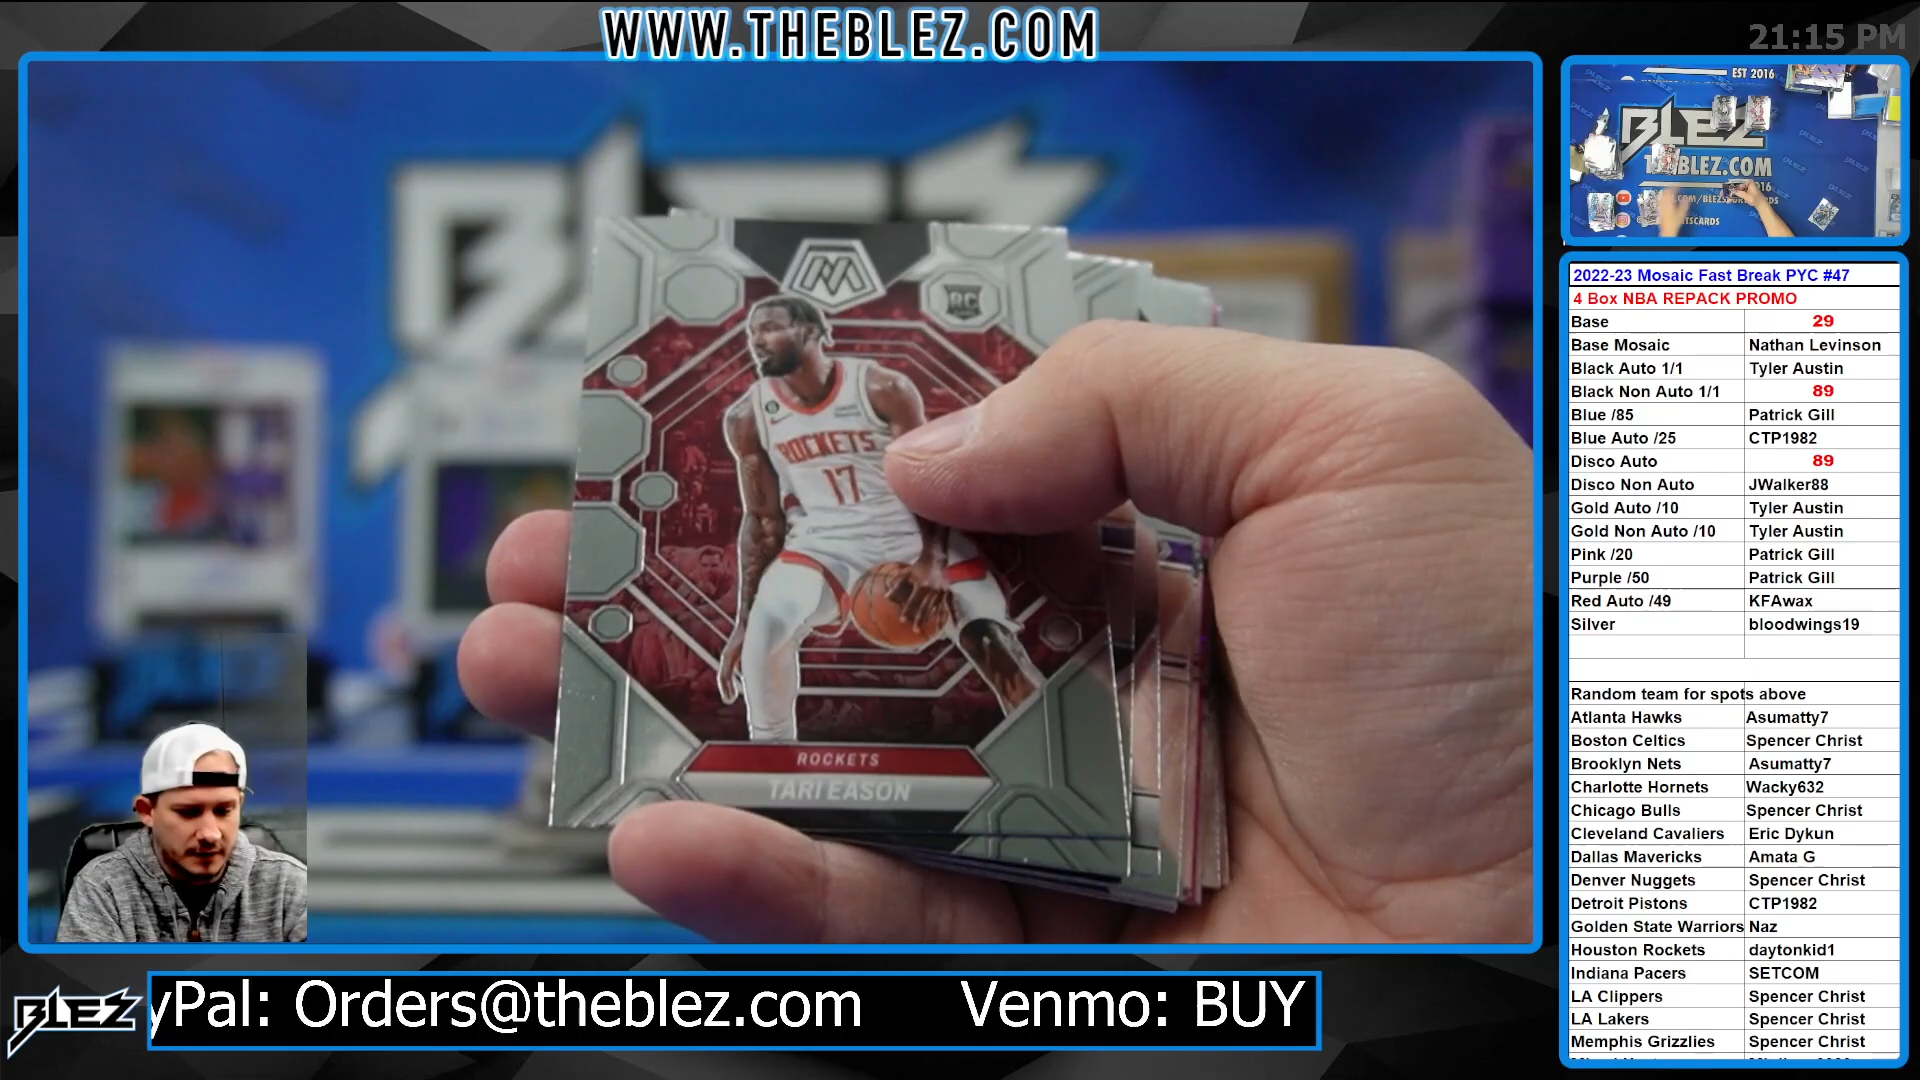 WWW.THEBLEZ.COM
21:15 PM
EST 2016
BLEZ
THEBLEZ.COM
RC
ROCKETS
17
ROCKETS
TARI EASON
2022-23 Mosaic Fast Break PYC #47
4 Box NBA REPACK PROMO
Base 29
Base Mosaic Nathan Levinson
Black Auto 1/1 Tyler Austin
Black Non Auto 1/1 89
Blue /85 Patrick Gill
Blue Auto /25 CTP1982
Disco Auto 89
Disco Non Auto JWalker88
Gold Auto /10 Tyler Austin
Gold Non Auto /10 Tyler Austin
Pink /20 Patrick Gill
Purple /50 Patrick Gill
Red Auto /49 KFAwax
Silver bloodwings19
Random team for spots above
Atlanta Hawks Asumatty7
Boston Celtics Spencer Christ
Brooklyn Nets Asumatty7
Charlotte Hornets Wacky632
Chicago Bulls Spencer Christ
Cleveland Cavaliers Eric Dykun
Dallas Mavericks Amata G
Denver Nuggets Spencer Christ
Detroit Pistons CTP1982
Golden State Warriors Naz
Houston Rockets daytonkid1
Indiana Pacers SETCOM
LA Clippers Spencer Christ
LA Lakers Spencer Christ
Memphis Grizzlies Spencer Christ
BLEZ
yPal: Orders@theblez.com Venmo: BUY